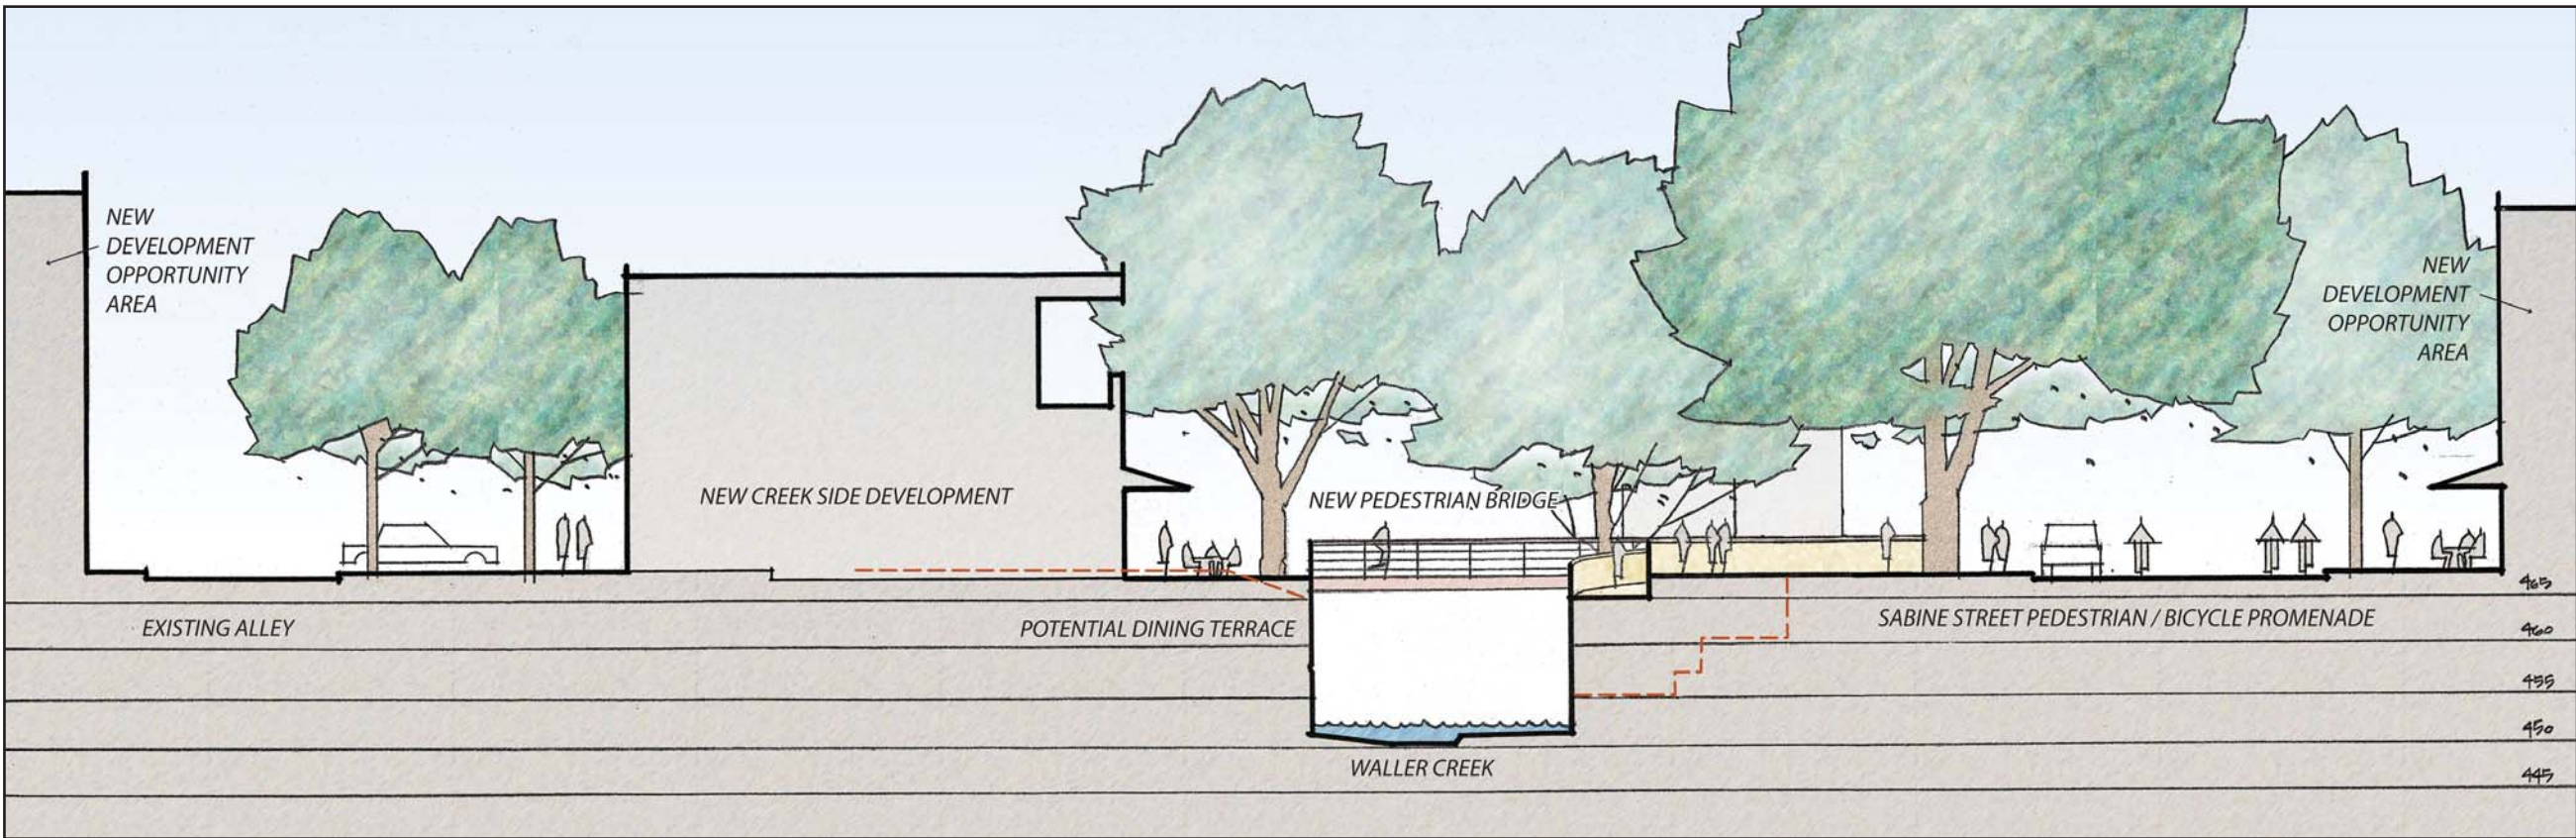 NEW
DEVELOPMENT
OPPORTUNITY
AREA
NEW
DEVELOPMENT
OPPORTUNITY
AREA
NEW CREEK SIDE DEVELOPMENT
NEW PEDESTRIAN BRIDGE
465
EXISTING ALLEY
POTENTIAL DINING TERRACE
SABINE STREET PEDESTRIAN / BICYCLE PROMENADE
460
455
450
WALLER CREEK
445